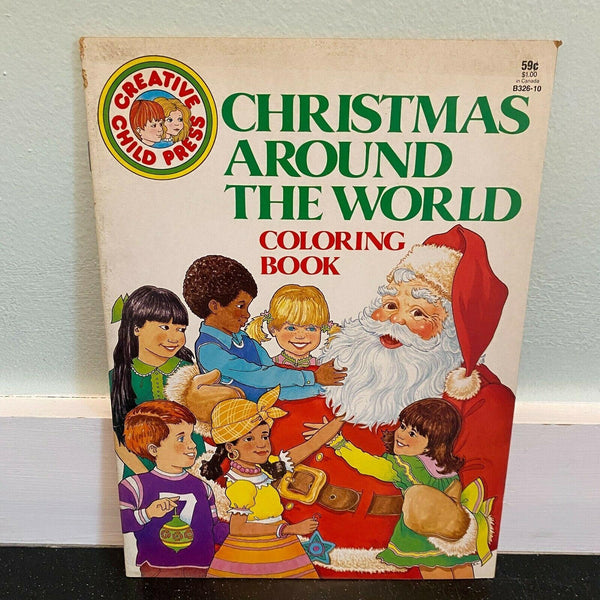 CREATIVE
CHILD PRESS
59¢
$1.00
in Canada
B326-10
CHRISTMAS
AROUND
THE WORLD
COLORING
BOOK
7